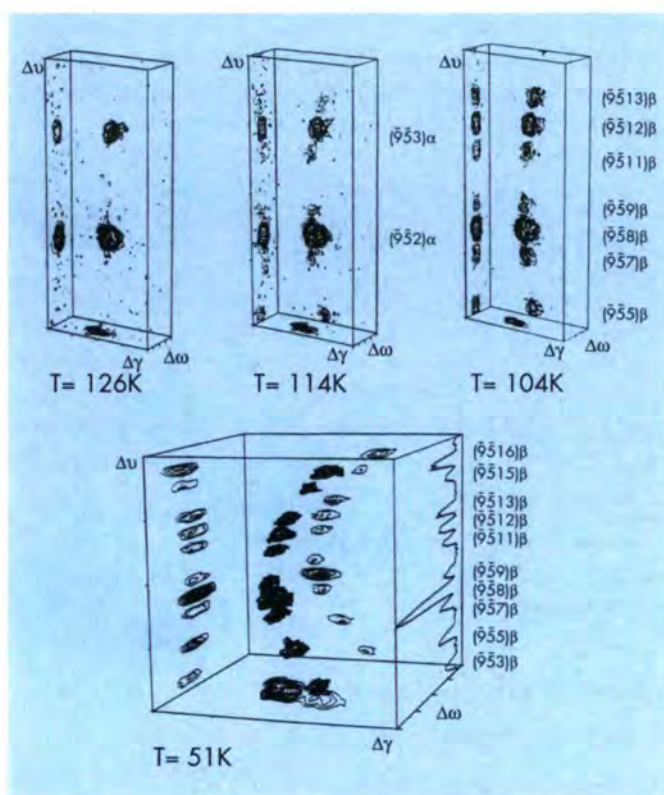 Δυ
Δγ Δω
T= 126K
Δυ
(9̄5̄3)α
(9̄5̄2)α
Δγ Δω
T= 114K
Δυ
(9̄5̄13)β
(9̄5̄12)β
(9̄5̄11)β
(9̄5̄9)β
(9̄5̄8)β
(9̄5̄7)β
(9̄5̄5)β
Δγ Δω
T= 104K
Δυ
(9̄5̄16)β
(9̄5̄15)β
(9̄5̄13)β
(9̄5̄12)β
(9̄5̄11)β
(9̄5̄9)β
(9̄5̄8)β
(9̄5̄7)β
(9̄5̄5)β
(9̄5̄3)β
Δω
Δγ
T= 51K